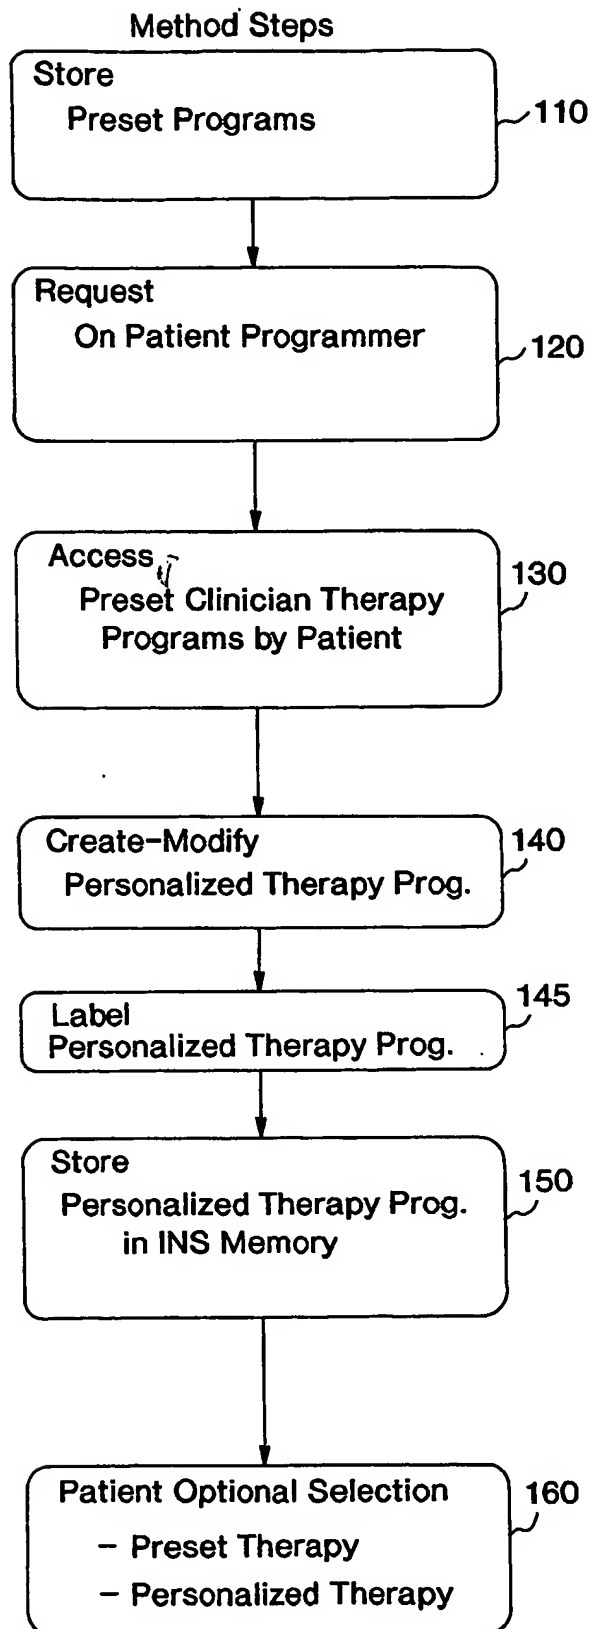 Method Steps
Store
Preset Programs
110
Request
On Patient Programmer
120
Access
Preset Clinician Therapy
Programs by Patient
130
Create-Modify
Personalized Therapy Prog.
140
Label
Personalized Therapy Prog.
145
Store
Personalized Therapy Prog.
in INS Memory
150
Patient Optional Selection
- Preset Therapy
- Personalized Therapy
160